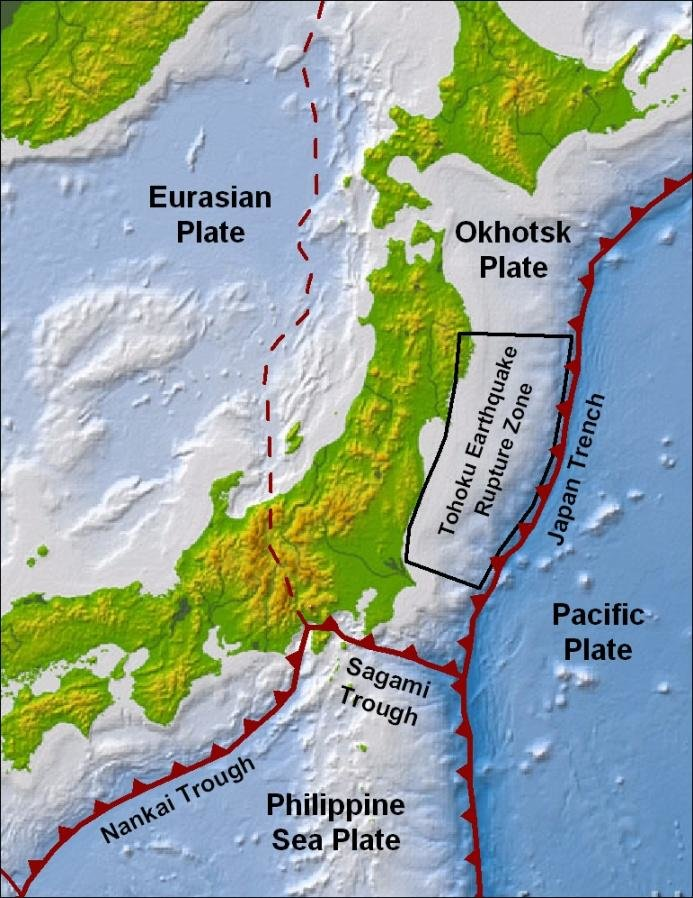 Eurasian
Plate
Okhotsk
Plate
Tohoku Earthquake
Rupture Zone
Japan Trench
Pacific
Plate
Sagami
Trough
Nankai Trough
Philippine
Sea Plate